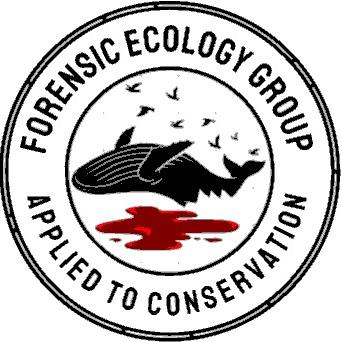 FORENSIC ECOLOGY GROUP
APPLIED TO CONSERVATION